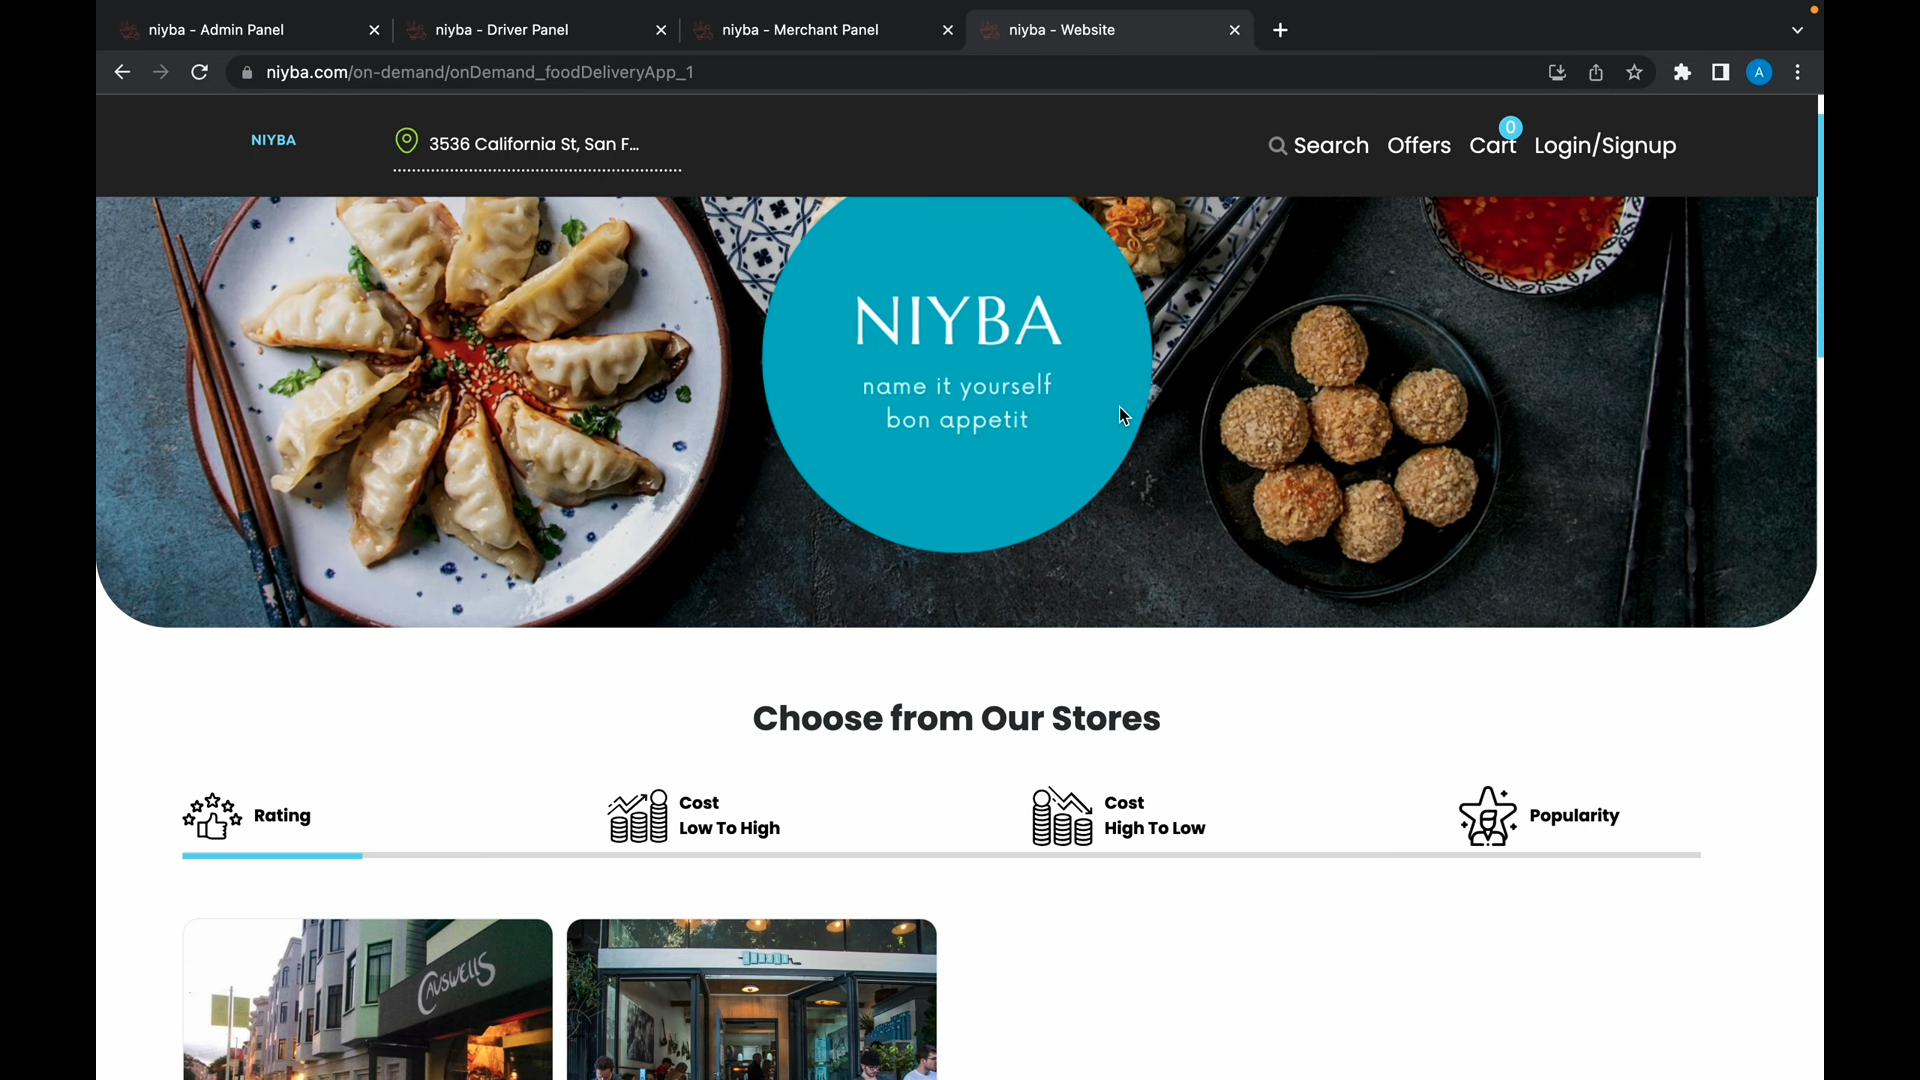 niyba - Admin Panel
niyba - Driver Panel
niyba - Merchant Panel
niyba - Website
niyba.com/on-demand/onDemand_foodDeliveryApp_1
A
NIYBA
3536 California St, San F...
Search
Offers
Cart
0
Login/Signup
NIYBA
name it yourself
bon appetit
Choose from Our Stores
Rating
Cost
Low To High
Cost
High To Low
Popularity
CAUSWELLS